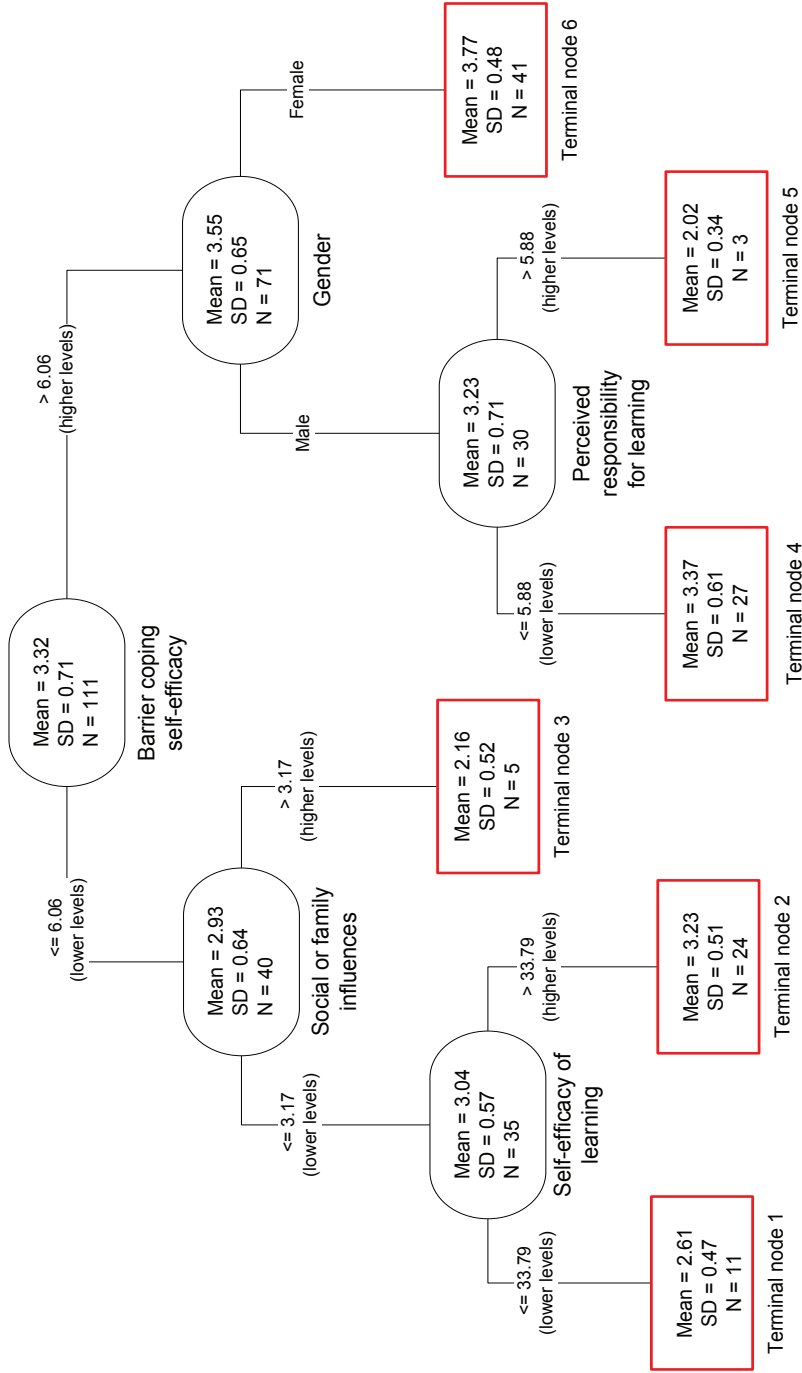 Mean = 3.32
SD = 0.71
N = 111
Barrier coping
self-efficacy
<= 6.06
(lower levels)
> 6.06
(higher levels)
Mean = 2.93
SD = 0.64
N = 40
Social or family
influences
Mean = 3.55
SD = 0.65
N = 71
Gender
<= 3.17
(lower levels)
> 3.17
(higher levels)
Male
Female
Mean = 3.04
SD = 0.57
N = 35
Self-efficacy of
learning
Mean = 2.16
SD = 0.52
N = 5
Terminal node 3
Mean = 3.23
SD = 0.71
N = 30
Perceived
responsibility
for learning
Mean = 3.77
SD = 0.48
N = 41
Terminal node 6
<= 33.79
(lower levels)
> 33.79
(higher levels)
<= 5.88
(lower levels)
> 5.88
(higher levels)
Mean = 2.61
SD = 0.47
N = 11
Terminal node 1
Mean = 3.23
SD = 0.51
N = 24
Terminal node 2
Mean = 3.37
SD = 0.61
N = 27
Terminal node 4
Mean = 2.02
SD = 0.34
N = 3
Terminal node 5